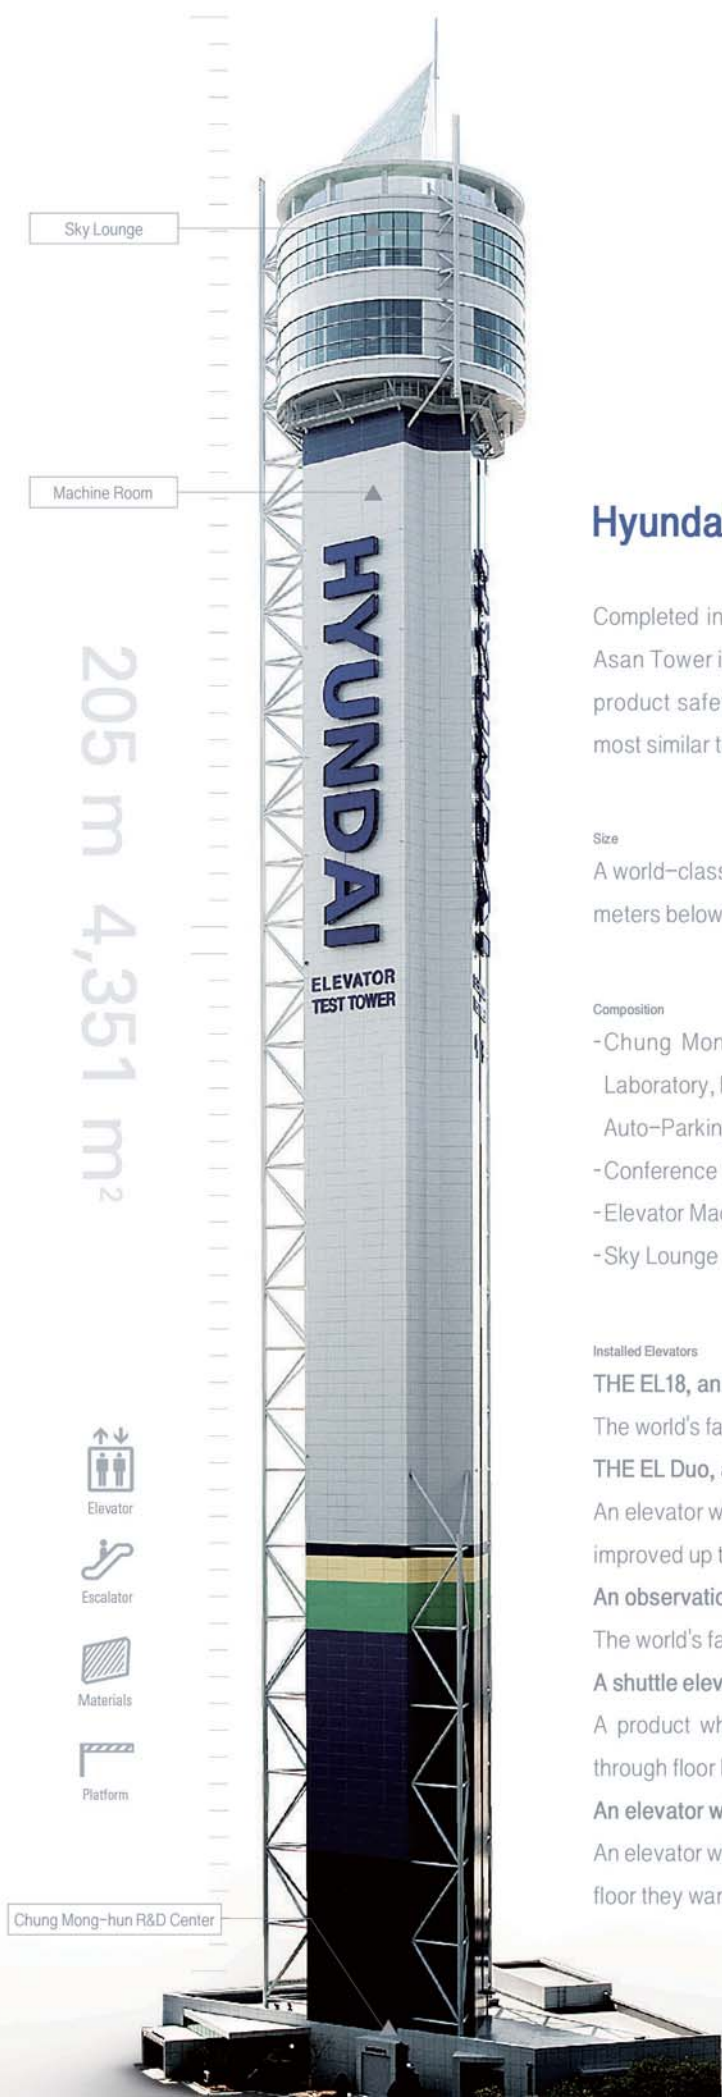 Sky Lounge
Machine Room
205 m 4,351 m²
HYUNDAI
ELEVATOR
TEST TOWER
Elevator
Escalator
Materials
Platform
Chung Mong-hun R&D Center
Hyunda
Completed in
Asan Tower i
product safe
most similar t
Size
A world-class
meters below
Composition
-Chung Mon
Laboratory,
Auto-Parkin
-Conference
-Elevator Mac
-Sky Lounge
Installed Elevators
THE EL18, an
The world's fa
THE EL Duo,
An elevator w
improved up t
An observatio
The world's fa
A shuttle elev
A product wh
through floor
An elevator w
An elevator w
floor they war